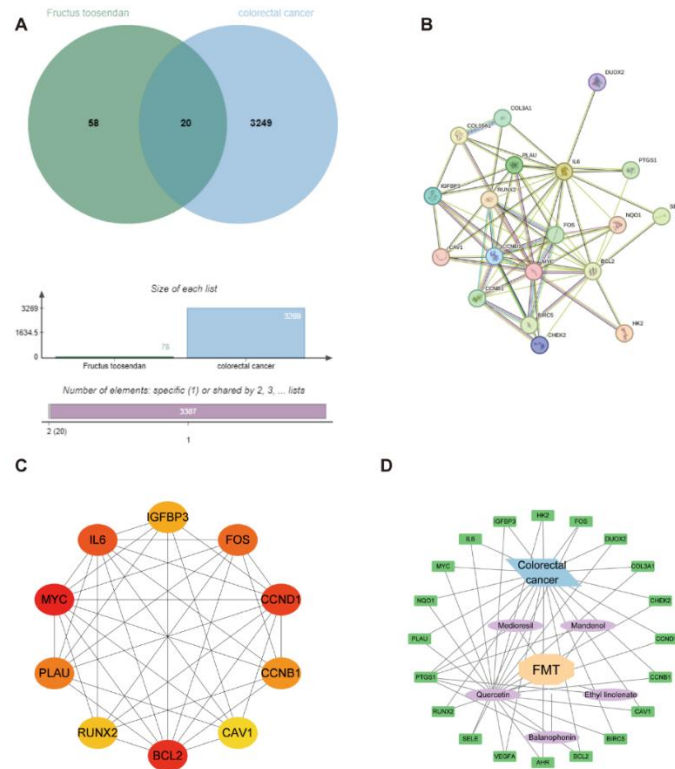 A
Fructus toosendan
colorectal cancer
58
20
3249
Size of each list
3269
1634.5
0
78
3269
Fructus toosendan
colorectal cancer
Number of elements: specific (1) or shared by 2, 3, ... lists
3307
2 (20)
1
B
DUOX2
COL3A1
PLAU
IL6
PTGS1
IGFBP3
RUNX2
FOS
NQO1
CAV1
MYC
BCL2
CCNB1
BIRC5
CHEK2
HK2
C
IGFBP3
IL6
FOS
MYC
CCND1
PLAU
CCNB1
RUNX2
CAV1
BCL2
D
HK2
IGFBP3
FOS
IL6
DUOX2
MYC
Colorectal
cancer
COL3A1
NQO1
CHEK2
Medioresil
Mandenol
PLAU
CCND1
FMT
PTGS1
CCNB1
Quercetin
Ethyl linolenate
RUNX2
CAV1
Balanophonin
SELE
BIRC5
VEGFA
BCL2
AHR